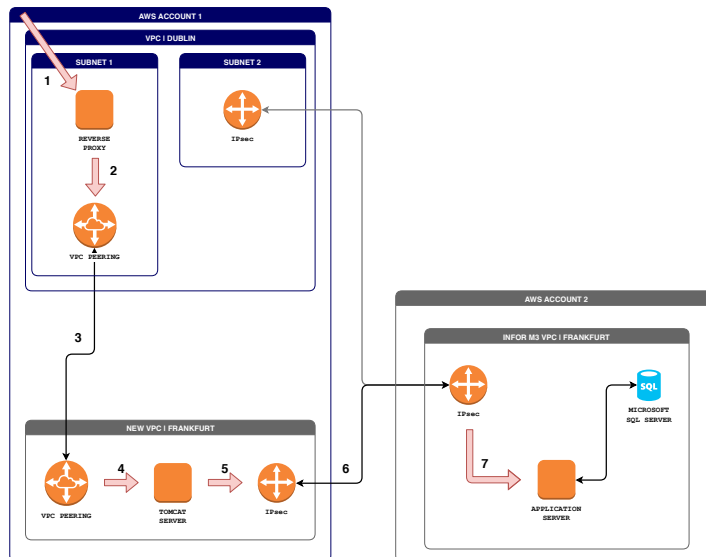 AWS ACCOUNT 1
VPC | DUBLIN
SUBNET 1
SUBNET 2
1
REVERSE
PROXY
IPsec
2
VPC PEERING
3
AWS ACCOUNT 2
INFOR M3 VPC | FRANKFURT
IPsec
MICROSOFT
SQL SERVER
SQL
NEW VPC | FRANKFURT
4
5
6
7
VPC PEERING
TOMCAT
SERVER
IPsec
APPLICATION
SERVER